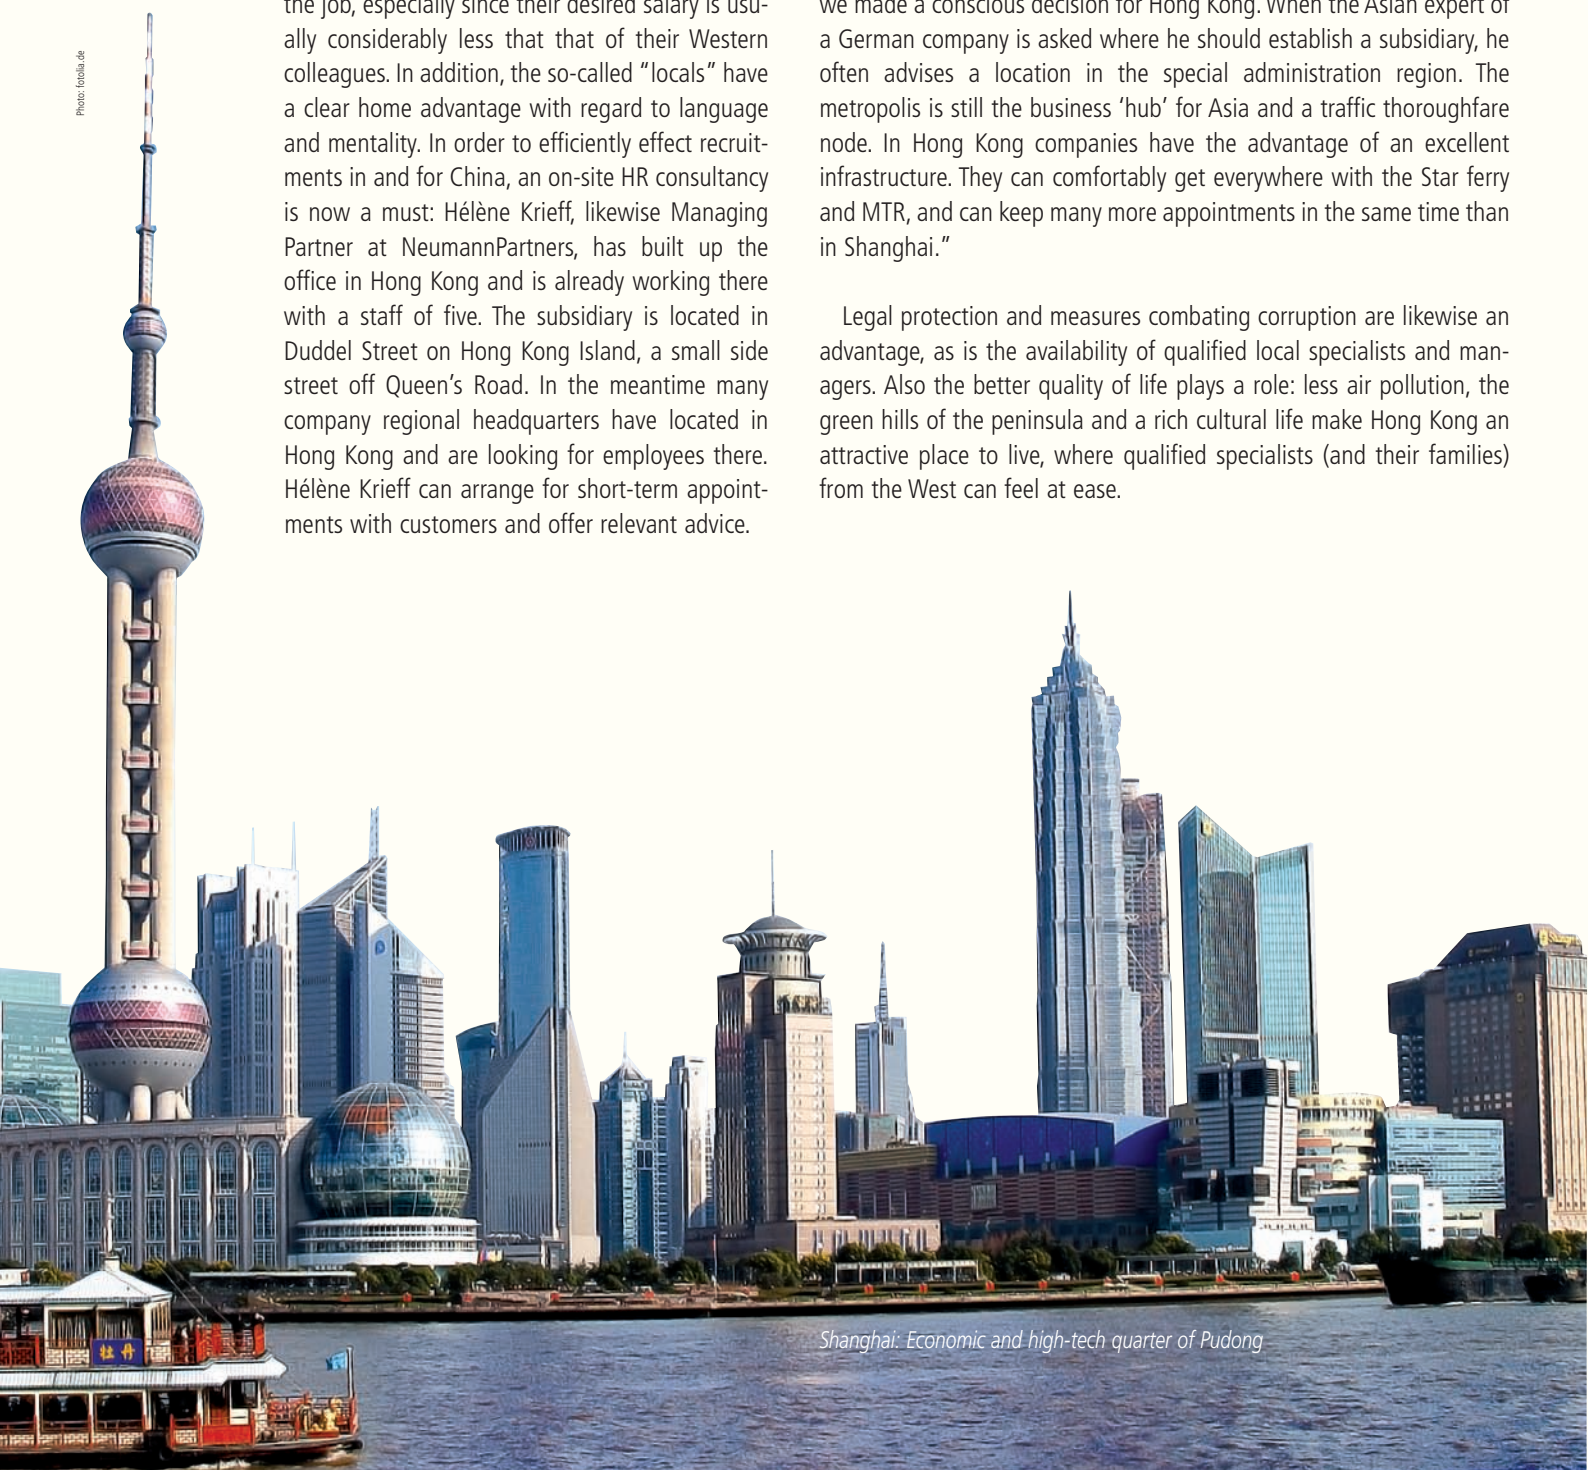 Photo: fotolia.de
the job, especially since their desired salary is usu-
ally considerably less that that of their Western
colleagues. In addition, the so-called “locals” have
a clear home advantage with regard to language
and mentality. In order to efficiently effect recruit-
ments in and for China, an on-site HR consultancy
is now a must: Hélène Krieff, likewise Managing
Partner at NeumannPartners, has built up the
office in Hong Kong and is already working there
with a staff of five. The subsidiary is located in
Duddel Street on Hong Kong Island, a small side
street off Queen’s Road. In the meantime many
company regional headquarters have located in
Hong Kong and are looking for employees there.
Hélène Krieff can arrange for short-term appoint-
ments with customers and offer relevant advice.
we made a conscious decision for Hong Kong. When the Asian expert of
a German company is asked where he should establish a subsidiary, he
often advises a location in the special administration region. The
metropolis is still the business ‘hub’ for Asia and a traffic thoroughfare
node. In Hong Kong companies have the advantage of an excellent
infrastructure. They can comfortably get everywhere with the Star ferry
and MTR, and can keep many more appointments in the same time than
in Shanghai.”
Legal protection and measures combating corruption are likewise an
advantage, as is the availability of qualified local specialists and man-
agers. Also the better quality of life plays a role: less air pollution, the
green hills of the peninsula and a rich cultural life make Hong Kong an
attractive place to live, where qualified specialists (and their families)
from the West can feel at ease.
牡丹
Shanghai: Economic and high-tech quarter of Pudong